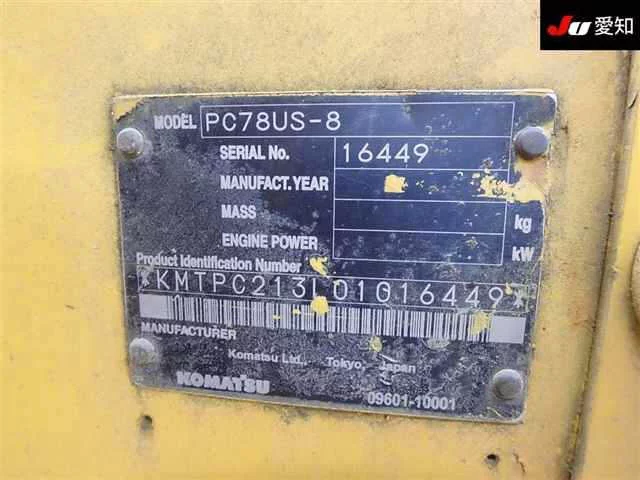 Ju 愛知
MODEL PC78US-8
SERIAL No. 16449
MANUFACT. YEAR
MASS kg
ENGINE POWER kW
Product Identification Number
*KMTPC213L01016449*
MANUFACTURER
Komatsu Ltd., Tokyo, Japan
KOMATSU
09601-10001